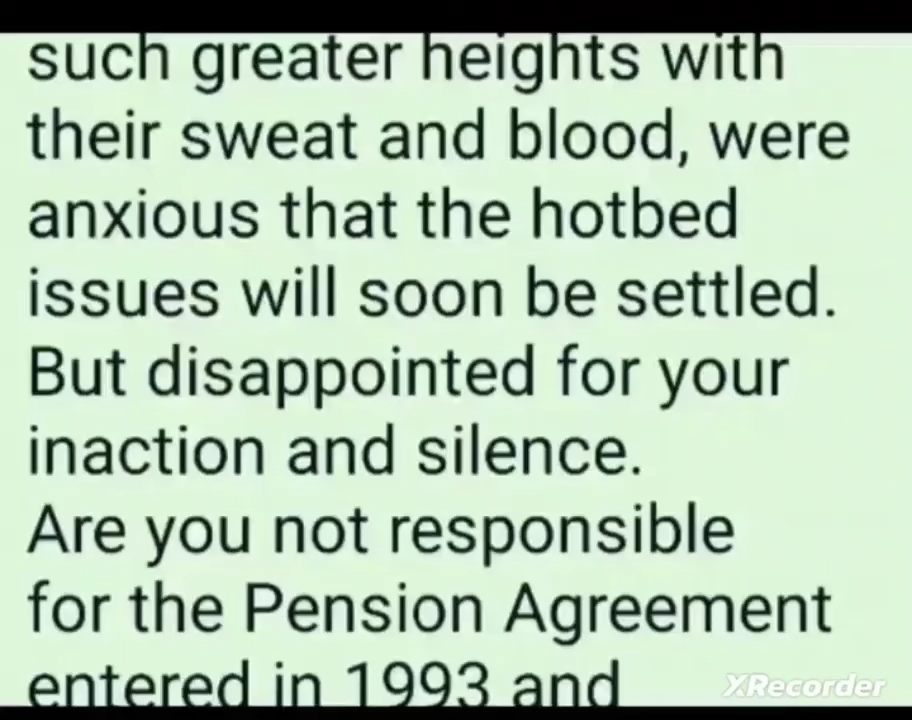 such greater heights with
their sweat and blood, were
anxious that the hotbed
issues will soon be settled.
But disappointed for your
inaction and silence.
Are you not responsible
for the Pension Agreement
entered in 1993 and
XRecorder